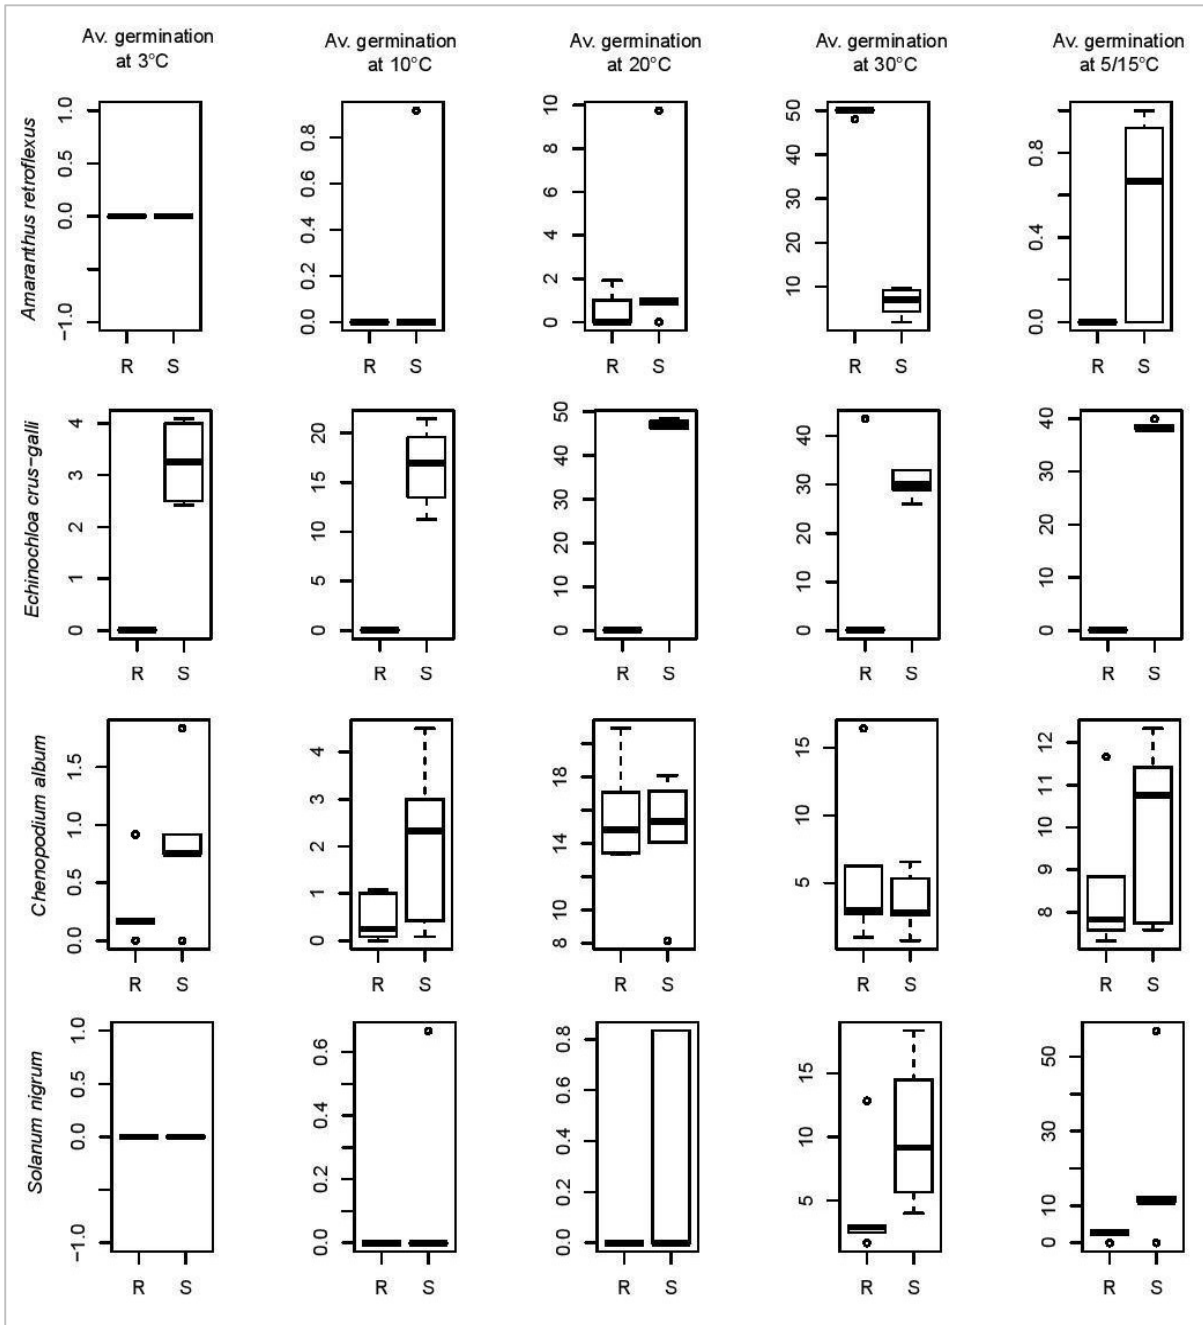 Av. germination
at 3°C
Av. germination
at 10°C
Av. germination
at 20°C
Av. germination
at 30°C
Av. germination
at 5/15°C
Amaranthus retroflexus
1.0
0.5
0.0
−1.0
R S
0.8
0.6
0.4
0.2
0.0
R S
10
8
6
4
2
0
R S
50
40
30
20
10
R S
0.8
0.4
0.0
R S
Echinochloa crus−galli
4
3
2
1
0
R S
20
15
10
5
0
R S
50
40
30
20
10
0
R S
40
30
20
10
0
R S
40
30
20
10
0
R S
Chenopodium album
1.5
1.0
0.5
0.0
R S
4
3
2
1
0
R S
18
14
10
8
R S
15
10
5
R S
12
11
10
9
8
R S
Solanum nigrum
1.0
0.5
0.0
−1.0
R S
0.6
0.4
0.2
0.0
R S
0.8
0.6
0.4
0.2
0.0
R S
15
10
5
R S
50
30
10
0
R S